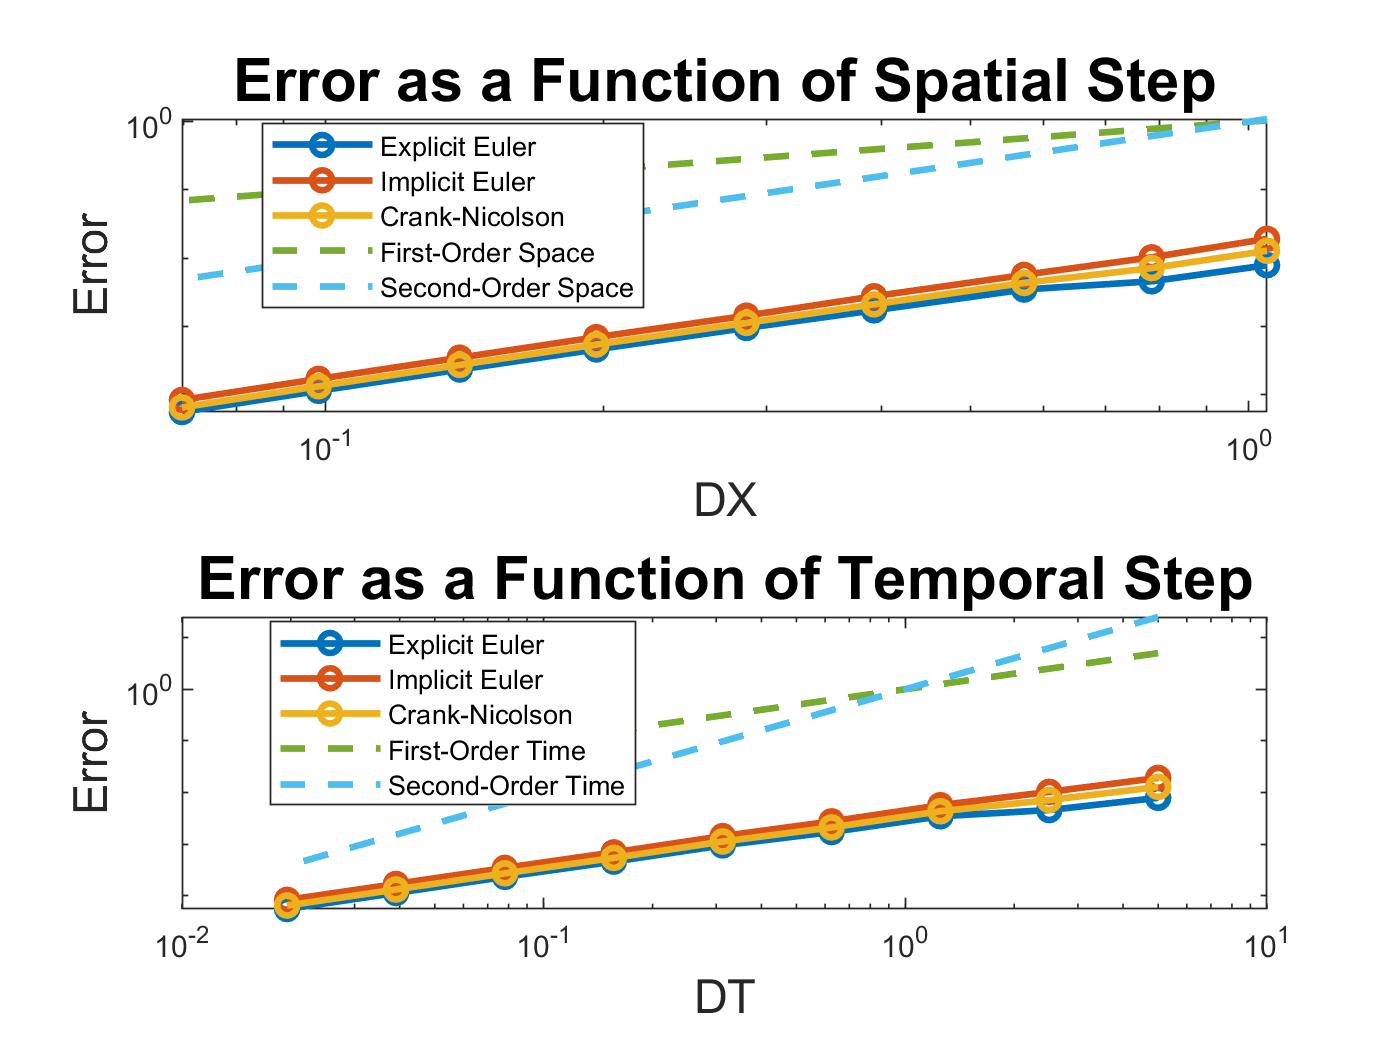 Error as a Function of Spatial Step
10^0
Explicit Euler
Implicit Euler
Crank-Nicolson
First-Order Space
Second-Order Space
Error
10^-1
10^0
DX
Error as a Function of Temporal Step
10^0
Explicit Euler
Implicit Euler
Crank-Nicolson
First-Order Time
Second-Order Time
Error
10^-2
10^-1
10^0
10^1
DT